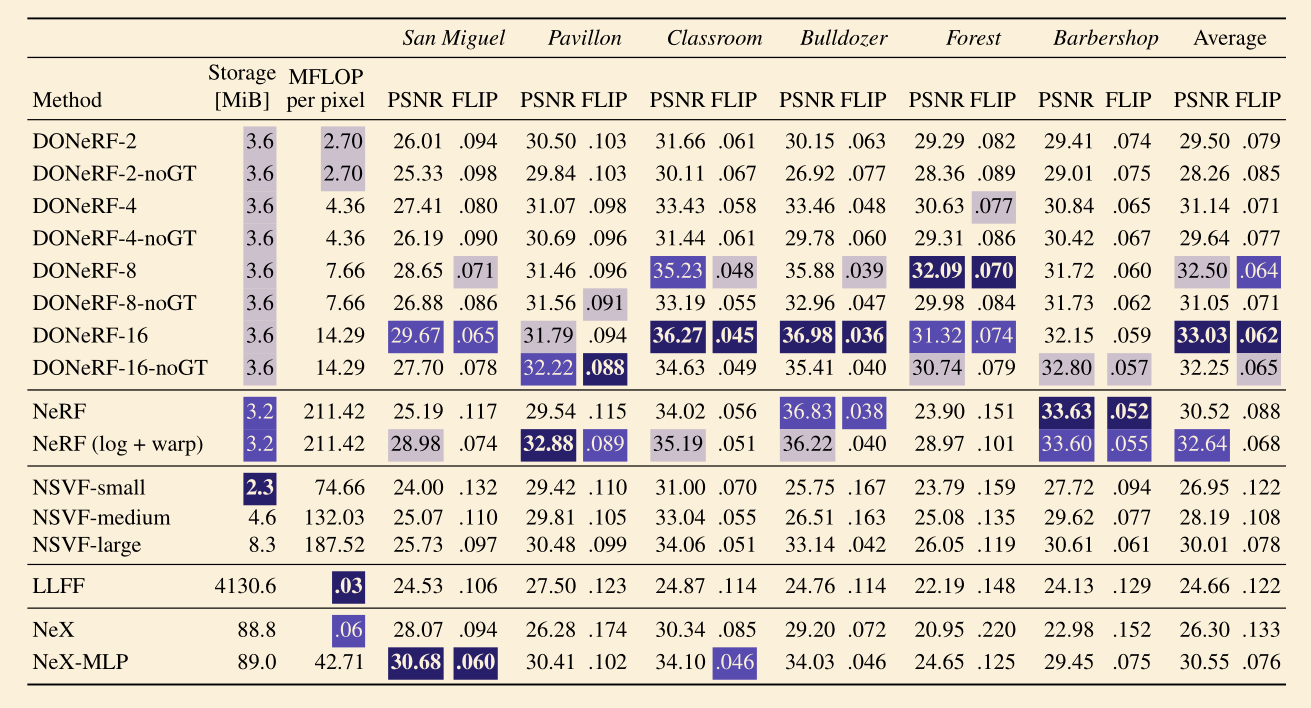 San Miguel Pavillon Classroom Bulldozer Forest Barbershop Average
Storage MFLOP
Method [MiB] per pixel PSNR FLIP PSNR FLIP PSNR FLIP PSNR FLIP PSNR FLIP PSNR FLIP PSNR FLIP
DONeRF-2 3.6 2.70 26.01 .094 30.50 .103 31.66 .061 30.15 .063 29.29 .082 29.41 .074 29.50 .079
DONeRF-2-noGT 3.6 2.70 25.33 .098 29.84 .103 30.11 .067 26.92 .077 28.36 .089 29.01 .075 28.26 .085
DONeRF-4 3.6 4.36 27.41 .080 31.07 .098 33.43 .058 33.46 .048 30.63 .077 30.84 .065 31.14 .071
DONeRF-4-noGT 3.6 4.36 26.19 .090 30.69 .096 31.44 .061 29.78 .060 29.31 .086 30.42 .067 29.64 .077
DONeRF-8 3.6 7.66 28.65 .071 31.46 .096 35.23 .048 35.88 .039 32.09 .070 31.72 .060 32.50 .064
DONeRF-8-noGT 3.6 7.66 26.88 .086 31.56 .091 33.19 .055 32.96 .047 29.98 .084 31.73 .062 31.05 .071
DONeRF-16 3.6 14.29 29.67 .065 31.79 .094 36.27 .045 36.98 .036 31.32 .074 32.15 .059 33.03 .062
DONeRF-16-noGT 3.6 14.29 27.70 .078 32.22 .088 34.63 .049 35.41 .040 30.74 .079 32.80 .057 32.25 .065
NeRF 3.2 211.42 25.19 .117 29.54 .115 34.02 .056 36.83 .038 23.90 .151 33.63 .052 30.52 .088
NeRF (log + warp) 3.2 211.42 28.98 .074 32.88 .089 35.19 .051 36.22 .040 28.97 .101 33.60 .055 32.64 .068
NSVF-small 2.3 74.66 24.00 .132 29.42 .110 31.00 .070 25.75 .167 23.79 .159 27.72 .094 26.95 .122
NSVF-medium 4.6 132.03 25.07 .110 29.81 .105 33.04 .055 26.51 .163 25.08 .135 29.62 .077 28.19 .108
NSVF-large 8.3 187.52 25.73 .097 30.48 .099 34.06 .051 33.14 .042 26.05 .119 30.61 .061 30.01 .078
LLFF 4130.6 .03 24.53 .106 27.50 .123 24.87 .114 24.76 .114 22.19 .148 24.13 .129 24.66 .122
NeX 88.8 .06 28.07 .094 26.28 .174 30.34 .085 29.20 .072 20.95 .220 22.98 .152 26.30 .133
NeX-MLP 89.0 42.71 30.68 .060 30.41 .102 34.10 .046 34.03 .046 24.65 .125 29.45 .075 30.55 .076